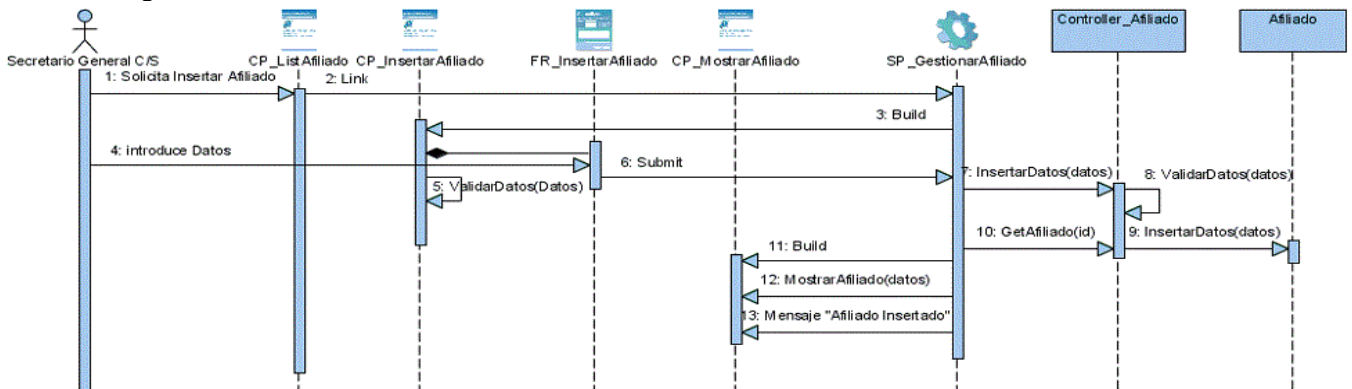 Controller_Afiliado
Afiliado
Secretario General C/S
CP_ListAfiliado
CP_InsertarAfiliado
FR_InsertarAfiliado
CP_MostrarAfiliado
SP_GestionarAfiliado
1: Solicita Insertar Afiliado
2: Link
3: Build
4: introduce Datos
6: Submit
5: ValidarDatos(Datos)
7: InsertarDatos(datos)
8: ValidarDatos(datos)
10: GetAfiliado(id)
9: InsertarDatos(datos)
11: Build
12: MostrarAfiliado(datos)
13: Mensaje "Afiliado Insertado"